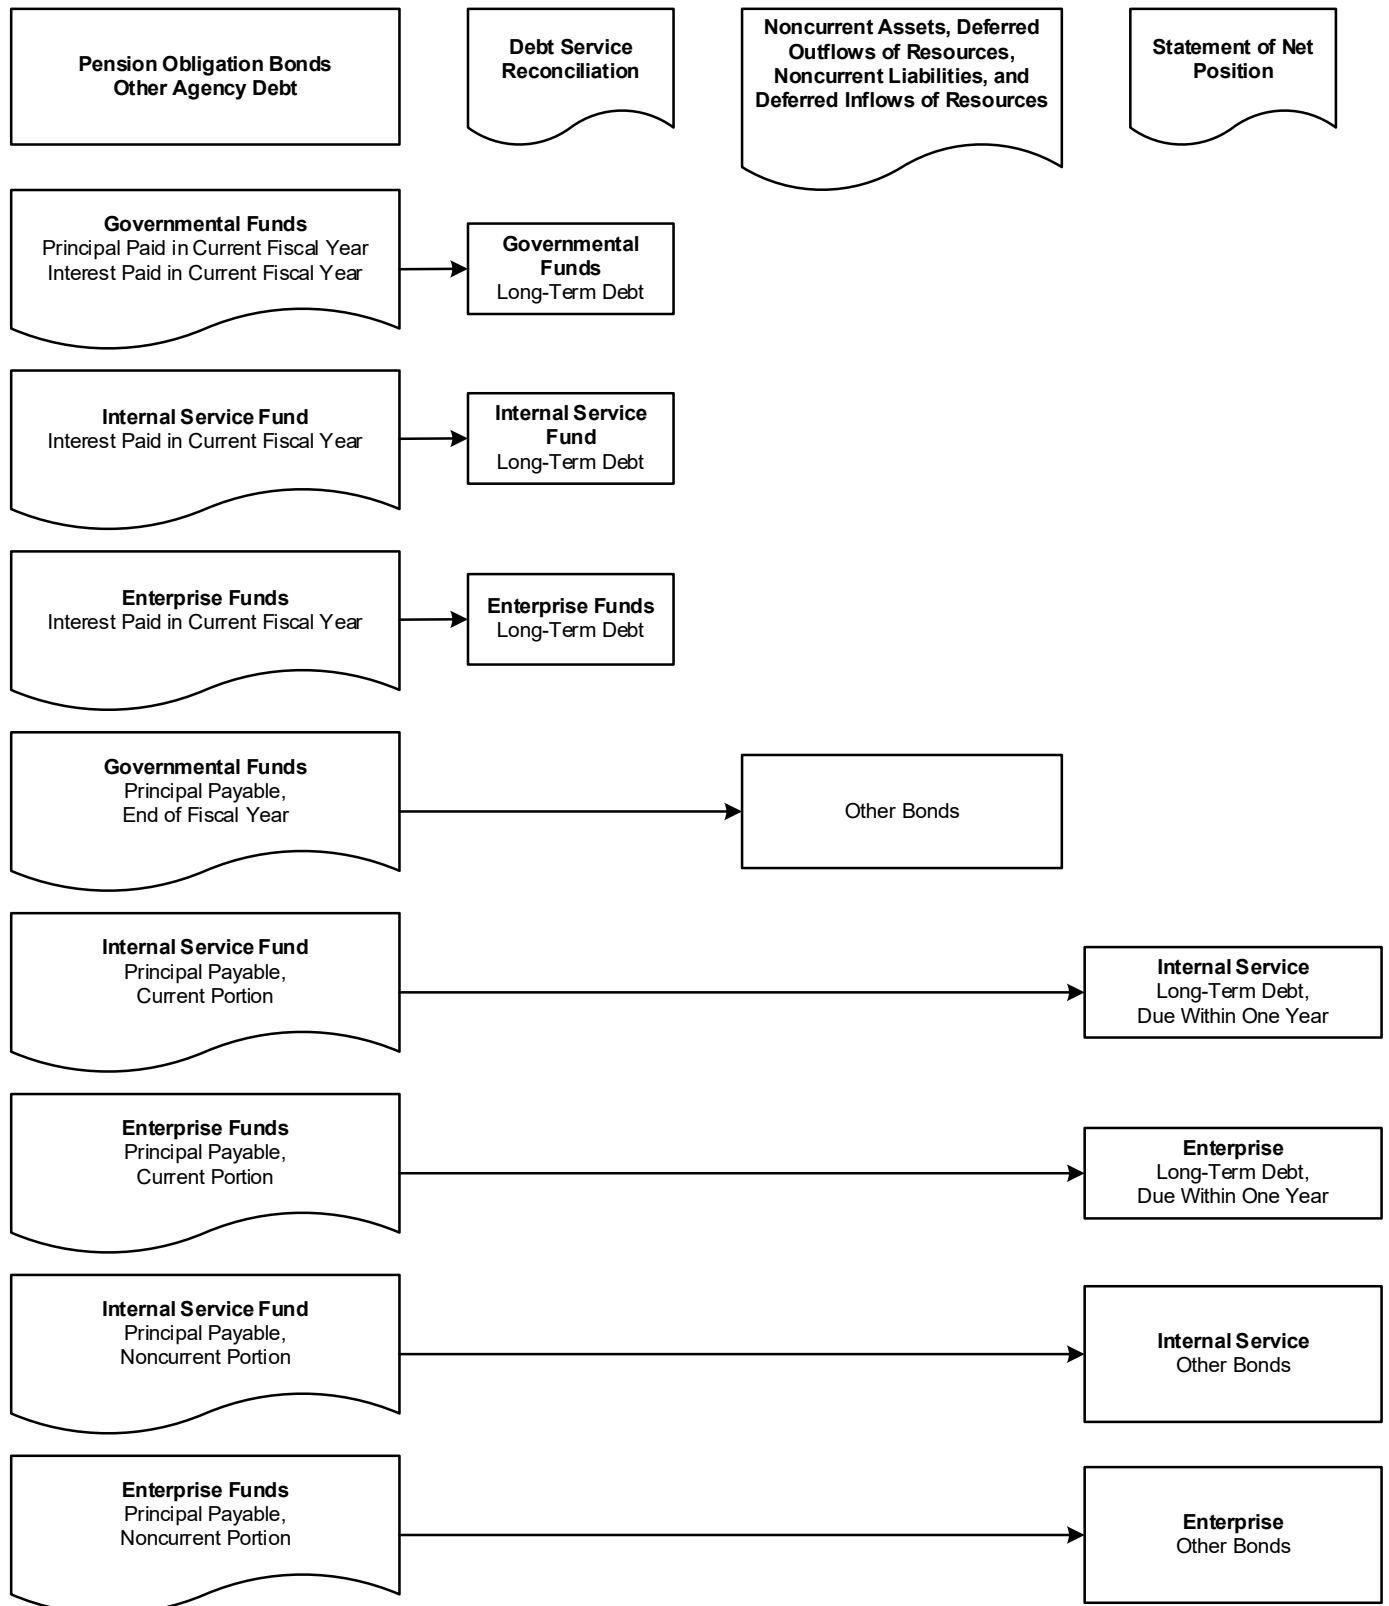 Pension Obligation Bonds
Other Agency Debt
Debt Service
Reconciliation
Noncurrent Assets, Deferred
Outflows of Resources,
Noncurrent Liabilities, and
Deferred Inflows of Resources
Statement of Net
Position
Governmental Funds
Principal Paid in Current Fiscal Year
Interest Paid in Current Fiscal Year
Governmental
Funds
Long-Term Debt
Internal Service Fund
Interest Paid in Current Fiscal Year
Internal Service
Fund
Long-Term Debt
Enterprise Funds
Interest Paid in Current Fiscal Year
Enterprise Funds
Long-Term Debt
Governmental Funds
Principal Payable,
End of Fiscal Year
Other Bonds
Internal Service Fund
Principal Payable,
Current Portion
Internal Service
Long-Term Debt,
Due Within One Year
Enterprise Funds
Principal Payable,
Current Portion
Enterprise
Long-Term Debt,
Due Within One Year
Internal Service Fund
Principal Payable,
Noncurrent Portion
Internal Service
Other Bonds
Enterprise Funds
Principal Payable,
Noncurrent Portion
Enterprise
Other Bonds